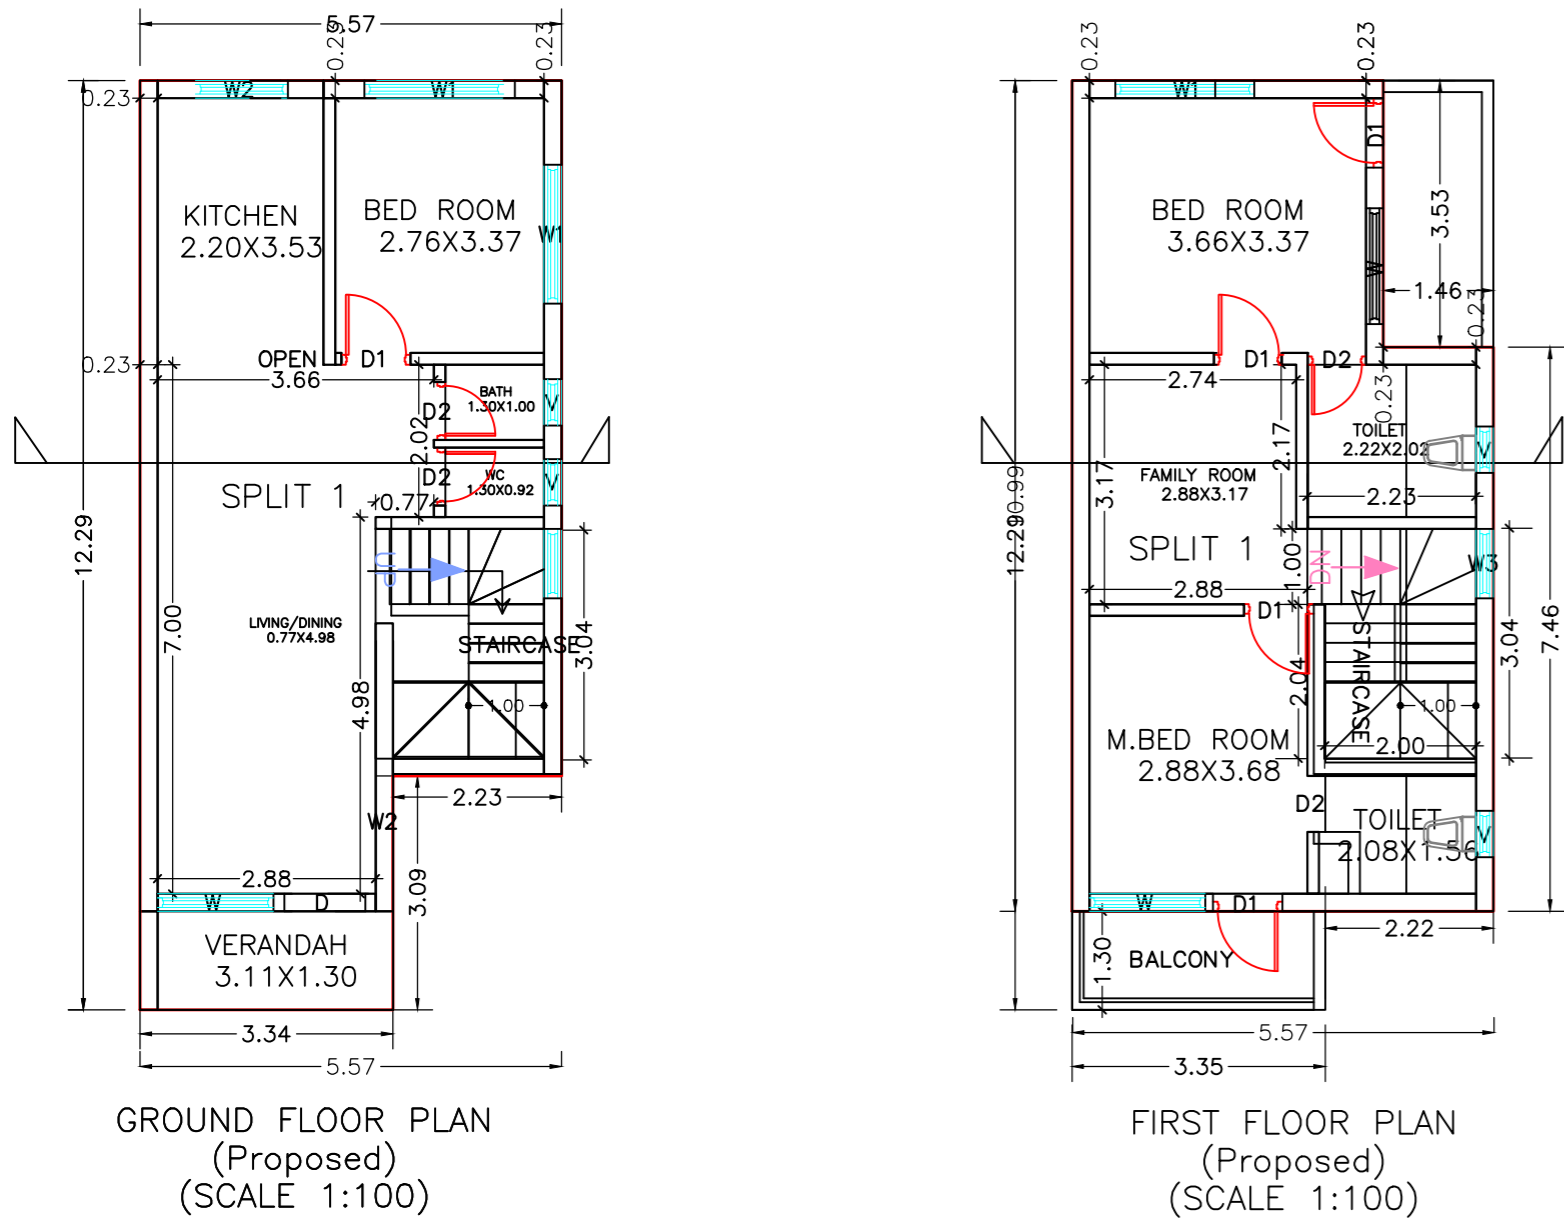 5.57
0.23
0.23
0.23
W2
W1
KITCHEN
2.20X3.53
BED ROOM
2.76X3.37
W1
12.29
0.23
OPEN
D1
3.66
BATH
1.30X1.00
V
D2
2.02
WC
1.30X0.92
V
D2
SPLIT 1
0.77
UP
7.00
LIVING/DINING
0.77X4.98
STAIRCASE
3.04
4.98
1.00
2.23
W2
3.09
2.88
W
D
VERANDAH
3.11X1.30
3.34
5.57
GROUND FLOOR PLAN
(Proposed)
(SCALE 1:100)
0.23
0.23
W1
D1
BED ROOM
3.66X3.37
3.53
W
1.46
0.23
D1
D2
2.74
0.23
TOILET
2.22X2.02
V
2.17
3.17
FAMILY ROOM
2.88X3.17
2.23
12.29
0.99
SPLIT 1
1.00
DN
W3
2.88
D1
STAIRCASE
3.04
7.46
2.04
1.00
M.BED ROOM
2.88X3.68
2.00
D2
TOILET
2.08X1.56
V
W
D1
2.22
BALCONY
1.30
5.57
3.35
FIRST FLOOR PLAN
(Proposed)
(SCALE 1:100)